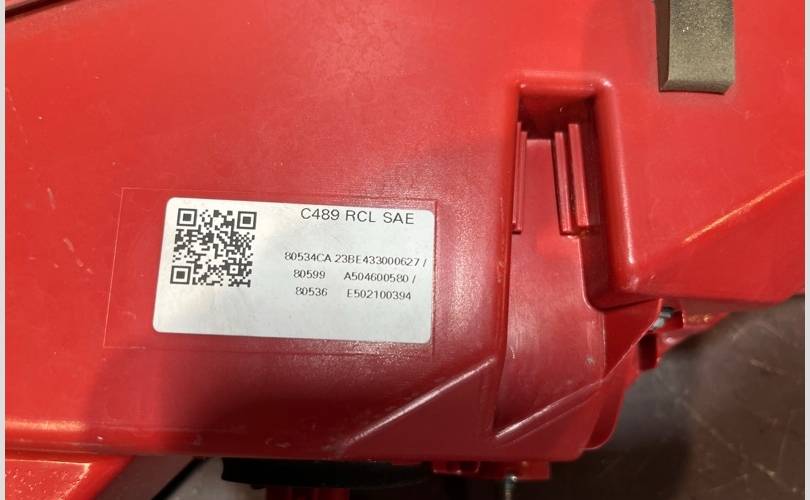 C489 RCL SAE
80534CA 23BE433000627 /
80599 A504600580 /
80536 E502100394